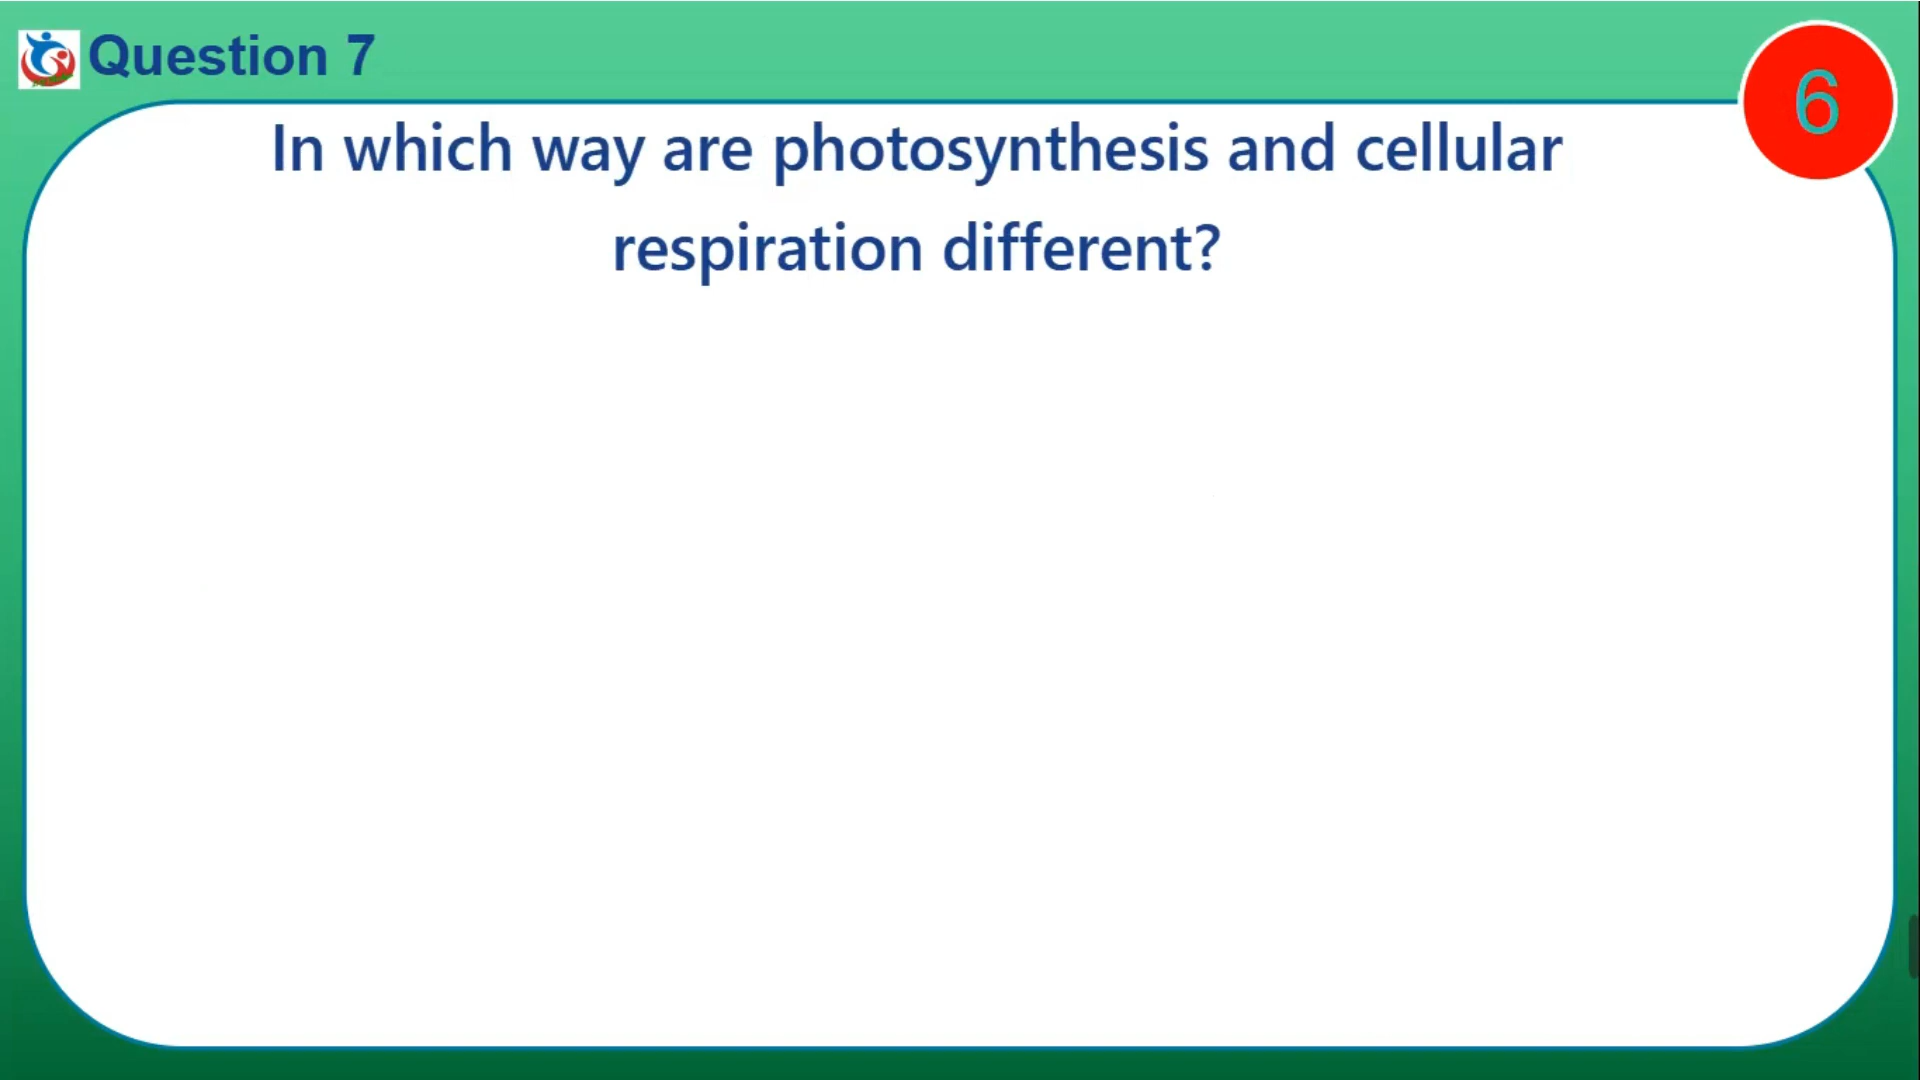 Question 7
6
In which way are photosynthesis and cellular
respiration different?